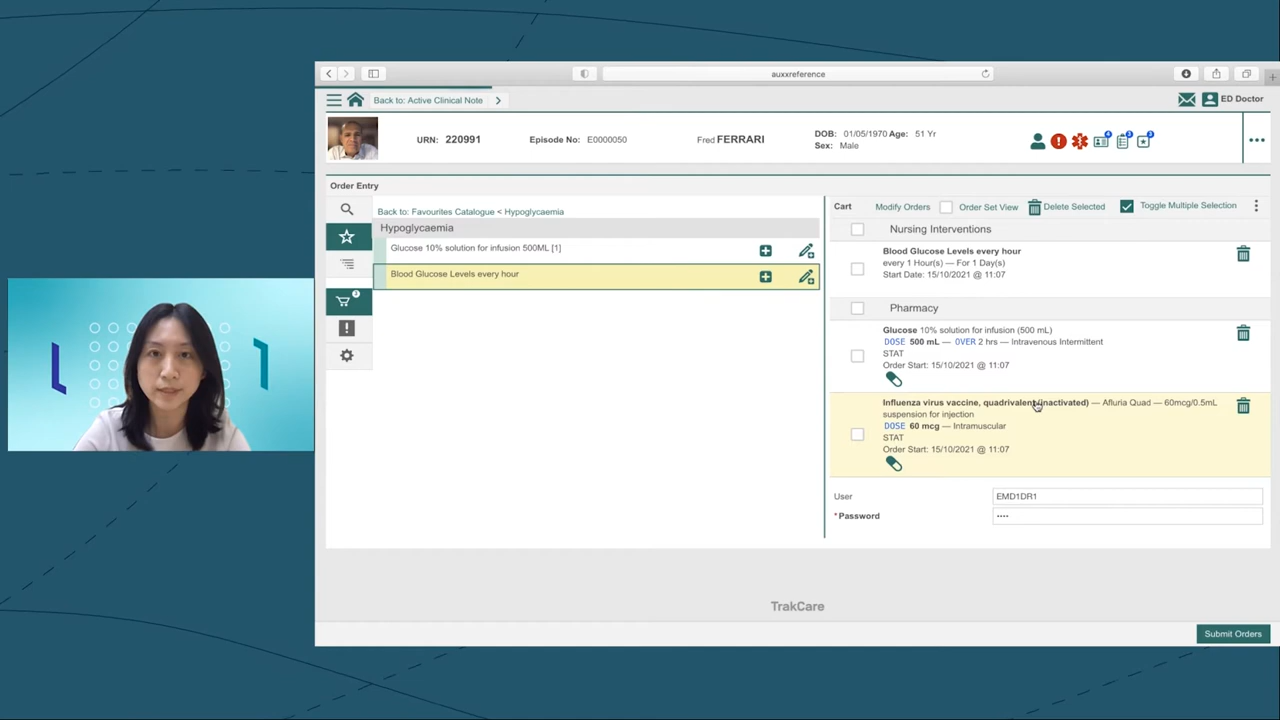 auxxreference
Back to: Active Clinical Note
ED Doctor
URN: 220991
Episode No: E0000050
Fred FERRARI
DOB: 01/05/1970 Age: 51 Yr
Sex: Male
4
3
3
Order Entry
Back to: Favourites Catalogue < Hypoglycaemia
Hypoglycaemia
Glucose 10% solution for infusion 500ML [1]
Blood Glucose Levels every hour
3
Cart
Modify Orders
Order Set View
Delete Selected
Toggle Multiple Selection
Nursing Interventions
Blood Glucose Levels every hour
every 1 Hour(s) — For 1 Day(s)
Start Date: 15/10/2021 @ 11:07
Pharmacy
Glucose 10% solution for infusion (500 mL)
DOSE 500 mL — OVER 2 hrs — Intravenous Intermittent
STAT
Order Start: 15/10/2021 @ 11:07
Influenza virus vaccine, quadrivalent (inactivated) — Afluria Quad — 60mcg/0.5mL
suspension for injection
DOSE 60 mcg — Intramuscular
STAT
Order Start: 15/10/2021 @ 11:07
User
EMD1DR1
*Password
••••
TrakCare
Submit Orders